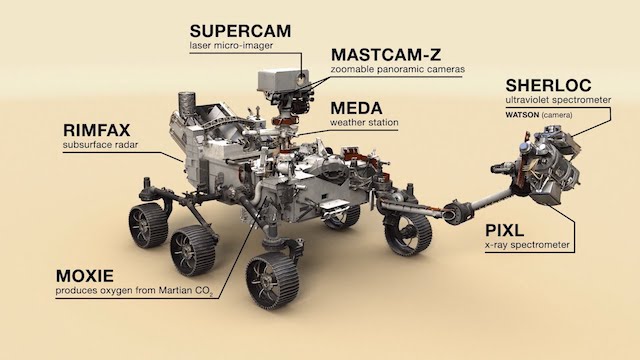 SUPERCAM
laser micro-imager
MASTCAM-Z
zoomable panoramic cameras
SHERLOC
ultraviolet spectrometer
WATSON (camera)
MEDA
weather station
RIMFAX
subsurface radar
PIXL
x-ray spectrometer
MOXIE
produces oxygen from Martian CO₂